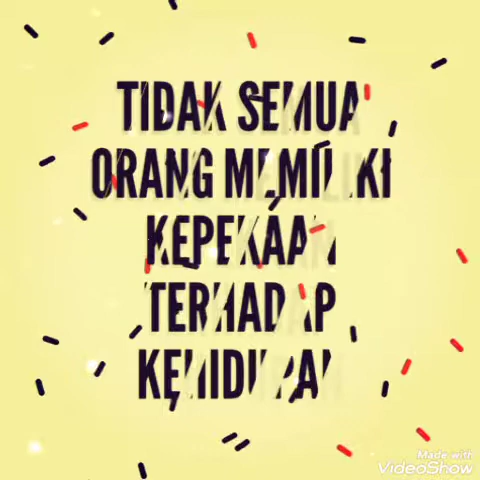 TIDAK SEMUA
ORANG MEMILIKI
KEPEKAAN
TERHADAP
KEHIDUPAN
Made with
VideoShow